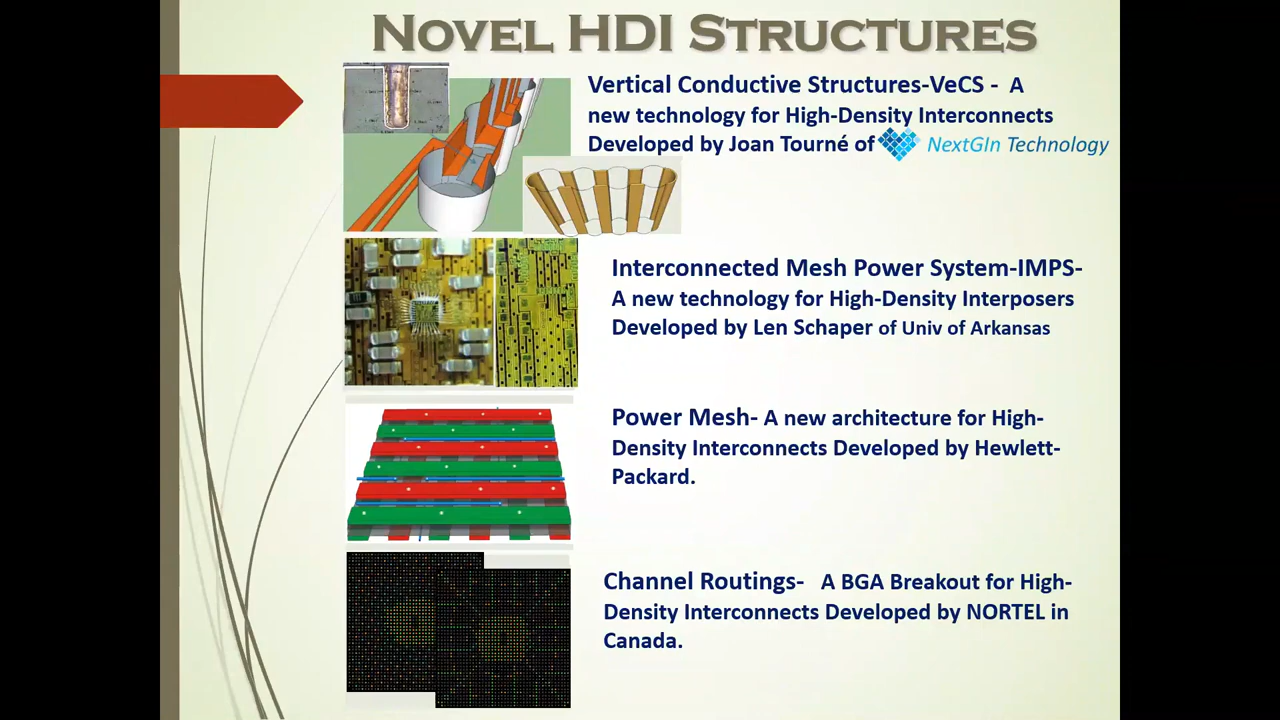 NOVEL HDI STRUCTURES
Vertical Conductive Structures-VeCS - A
new technology for High-Density Interconnects
Developed by Joan Tourné of NextGIn Technology
Interconnected Mesh Power System-IMPS-
A new technology for High-Density Interposers
Developed by Len Schaper of Univ of Arkansas
Power Mesh- A new architecture for High-
Density Interconnects Developed by Hewlett-
Packard.
Channel Routings- A BGA Breakout for High-
Density Interconnects Developed by NORTEL in
Canada.